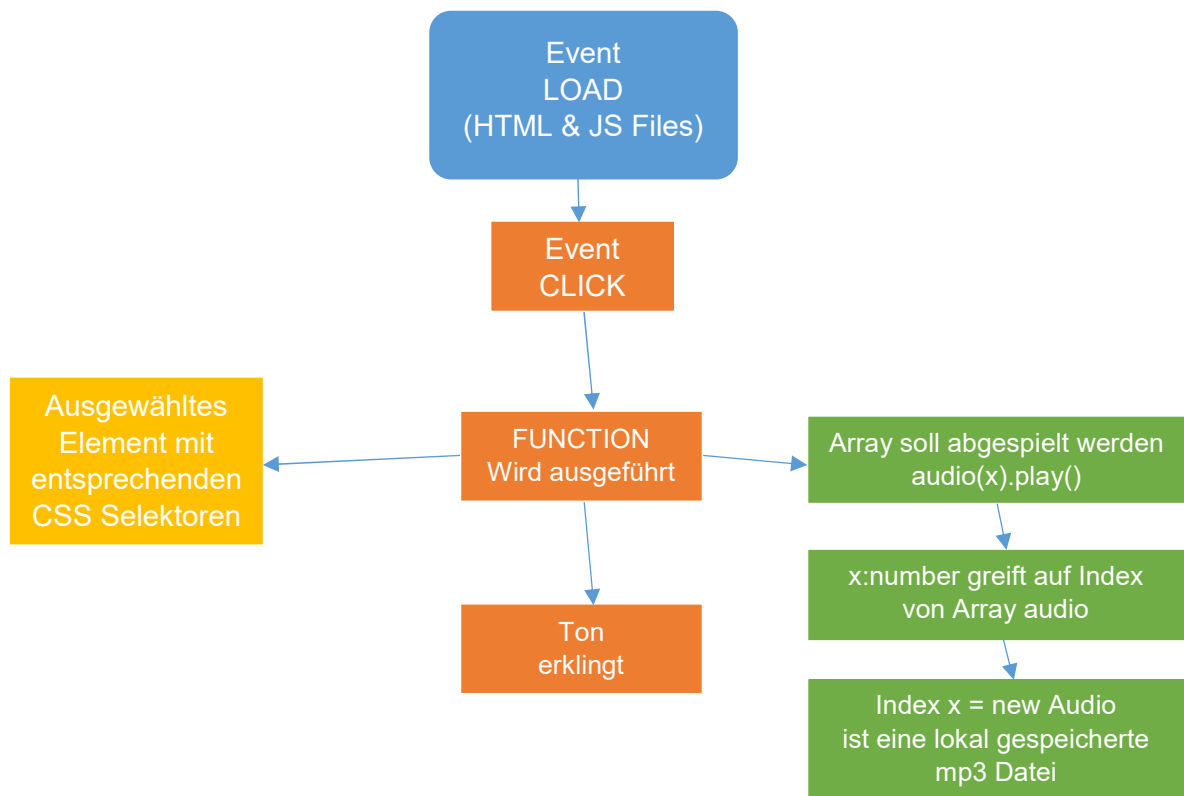 Event
LOAD
(HTML & JS Files)
Event
CLICK
Ausgewähltes
Element mit
entsprechenden
CSS Selektoren
FUNCTION
Wird ausgeführt
Array soll abgespielt werden
audio(x).play()
x:number greift auf Index
von Array audio
Ton
erklingt
Index x = new Audio
ist eine lokal gespeicherte
mp3 Datei